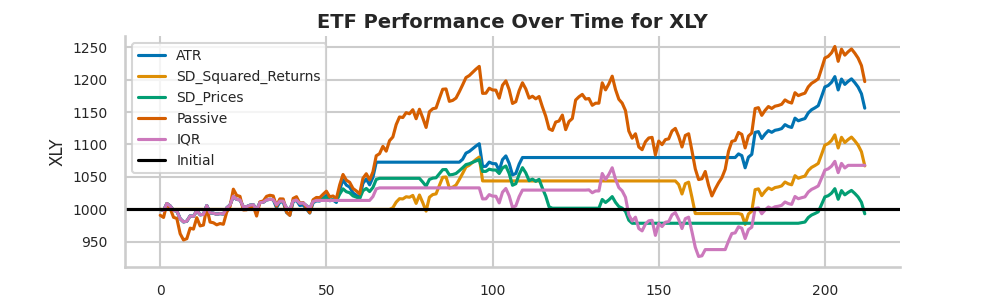 ETF Performance Over Time for XLY
XLY
1250
1200
1150
1100
1050
1000
950
ATR
SD_Squared_Returns
SD_Prices
Passive
IQR
Initial
0
50
100
150
200